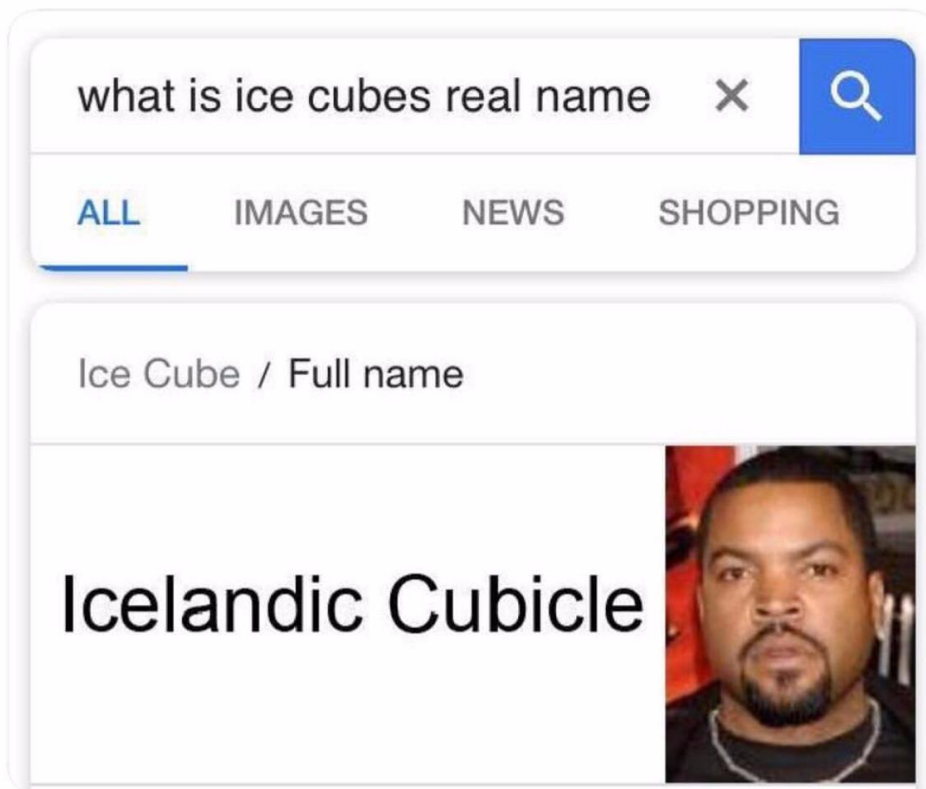 what is ice cubes real name
ALL IMAGES NEWS SHOPPING
Ice Cube / Full name
Icelandic Cubicle